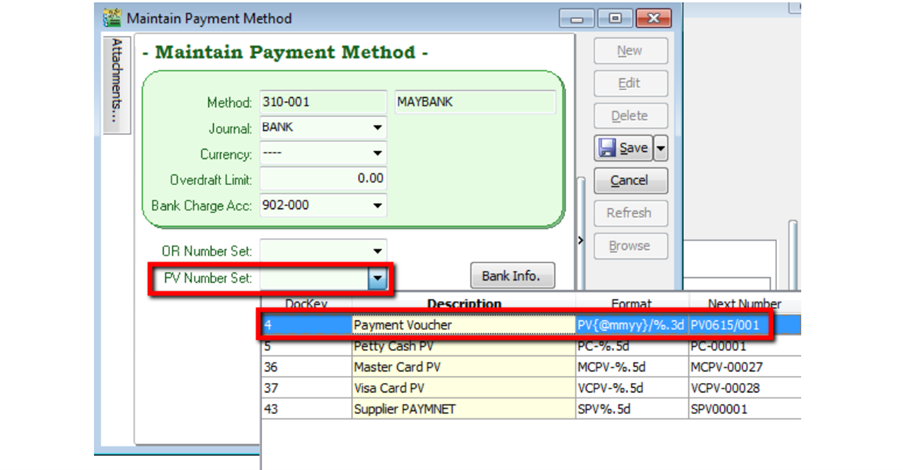 Maintain Payment Method
Attachments...
- Maintain Payment Method -
Method: 310-001 MAYBANK
Journal: BANK
Currency: ----
Overdraft Limit: 0.00
Bank Charge Acc: 902-000
OR Number Set:
PV Number Set:
Bank Info.
New
Edit
Delete
Save
Cancel
Refresh
Browse
DocKey Description Format Next Number
4 Payment Voucher PV{@mmyy}/%.3d PV0615/001
5 Petty Cash PV PC-%.5d PC-00001
36 Master Card PV MCPV-%.5d MCPV-00027
37 Visa Card PV VCPV-%.5d VCPV-00028
43 Supplier PAYMNET SPV%.5d SPV00001